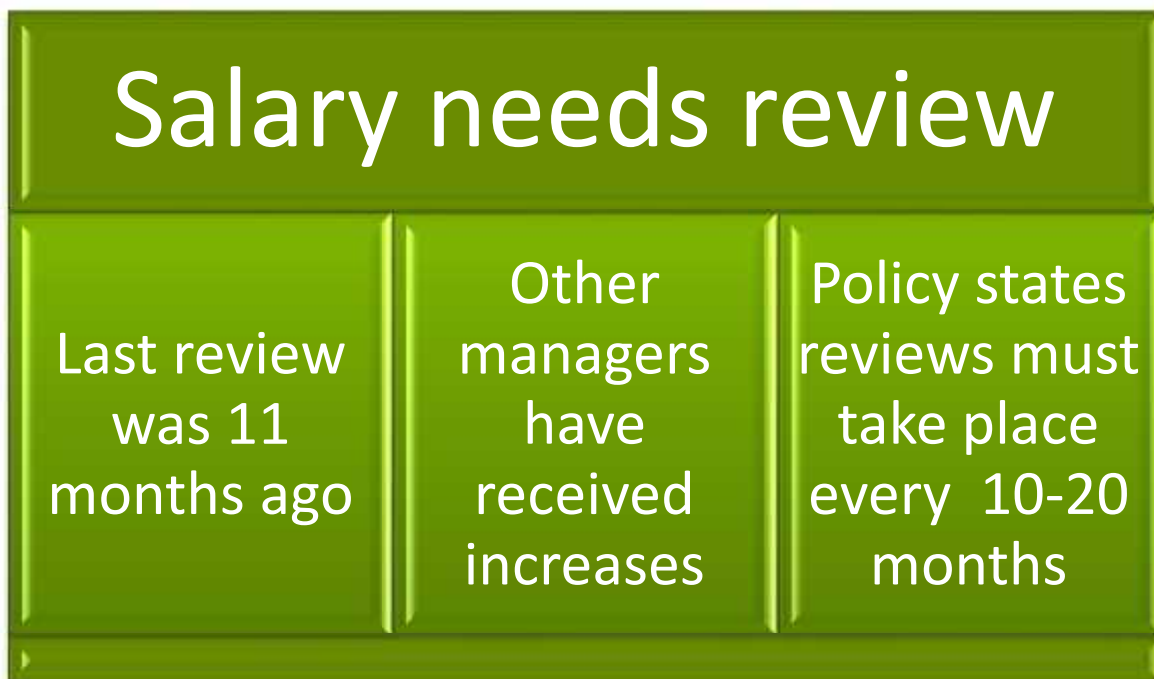 Salary needs review
Last review
was 11
months ago
Other
managers
have
received
increases
Policy states
reviews must
take place
every  10-20
months